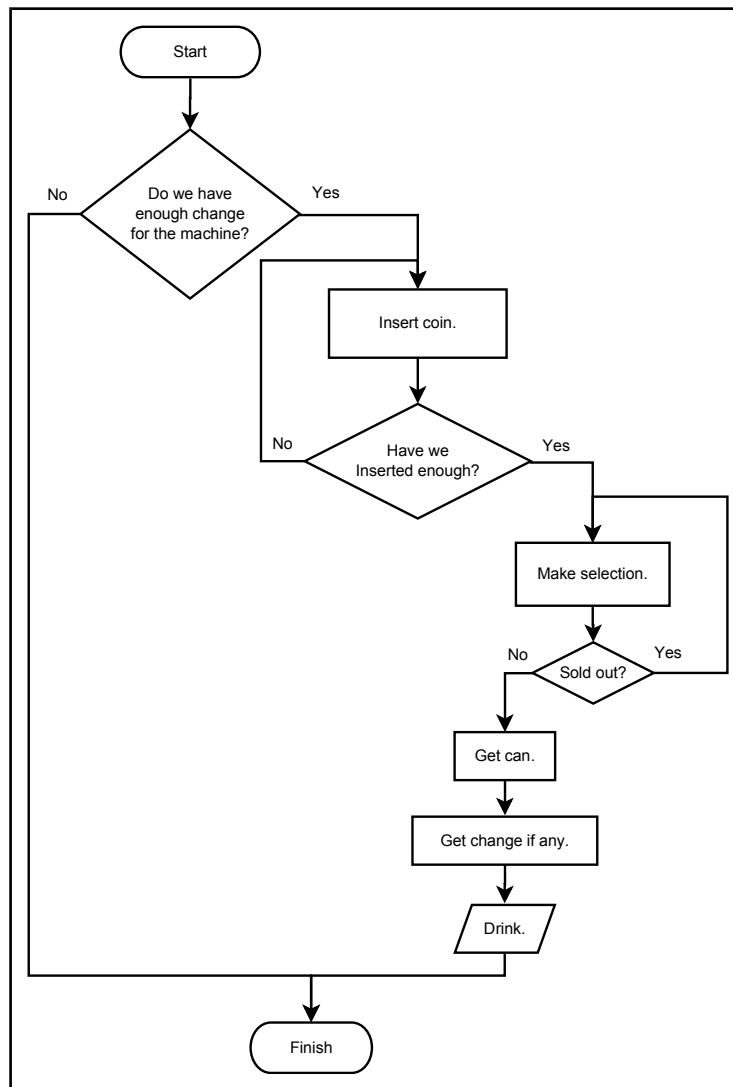 Start
No
Do we have
enough change
for the machine?
Yes
Insert coin.
No
Have we
Inserted enough?
Yes
Make selection.
No
Sold out?
Yes
Get can.
Get change if any.
Drink.
Finish